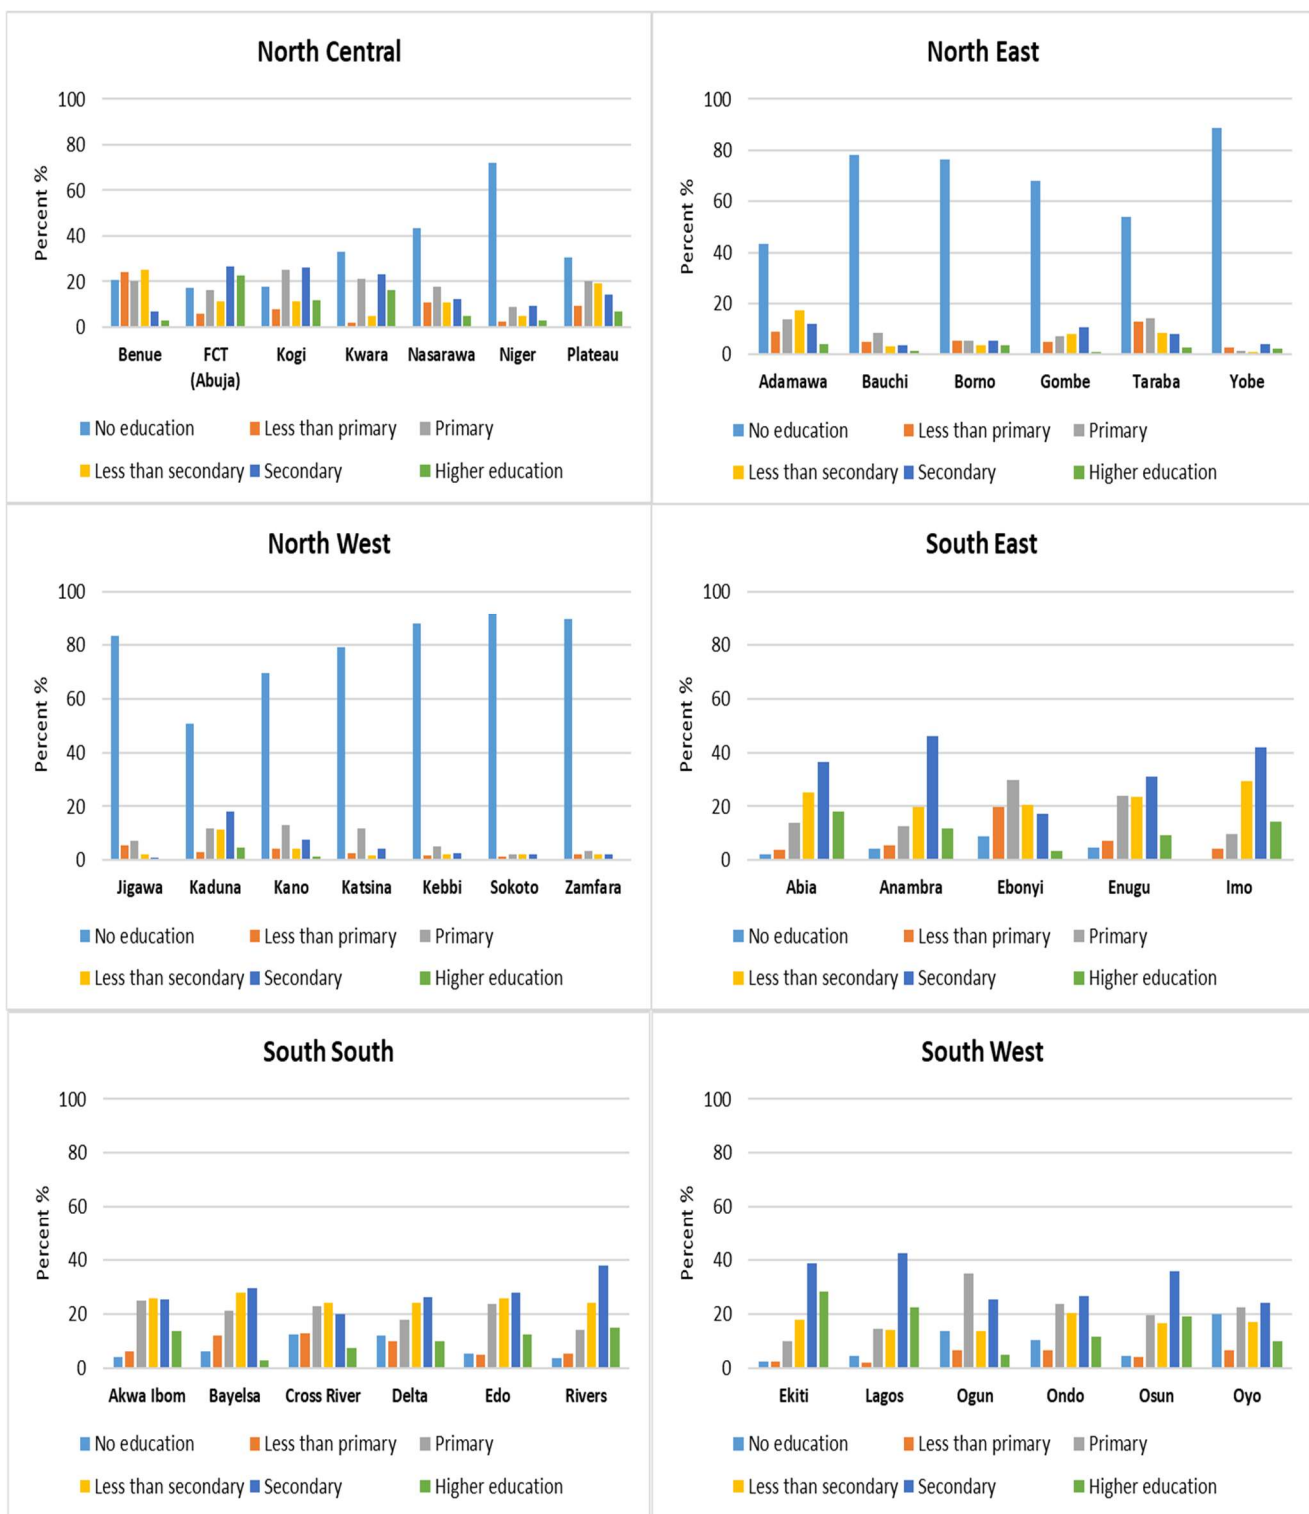 North Central
Percent %
100
80
60
40
20
0
Benue FCT (Abuja) Kogi Kwara Nasarawa Niger Plateau
No education Less than primary Primary
Less than secondary Secondary Higher education
North East
Percent %
100
80
60
40
20
0
Adamawa Bauchi Borno Gombe Taraba Yobe
No education Less than primary Primary
Less than secondary Secondary Higher education
North West
Percent %
100
80
60
40
20
0
Jigawa Kaduna Kano Katsina Kebbi Sokoto Zamfara
No education Less than primary Primary
Less than secondary Secondary Higher education
South East
Percent %
100
80
60
40
20
0
Abia Anambra Ebonyi Enugu Imo
No education Less than primary Primary
Less than secondary Secondary Higher education
South South
Percent %
100
80
60
40
20
0
Akwa Ibom Bayelsa Cross River Delta Edo Rivers
No education Less than primary Primary
Less than secondary Secondary Higher education
South West
Percent %
100
80
60
40
20
0
Ekiti Lagos Ogun Ondo Osun Oyo
No education Less than primary Primary
Less than secondary Secondary Higher education